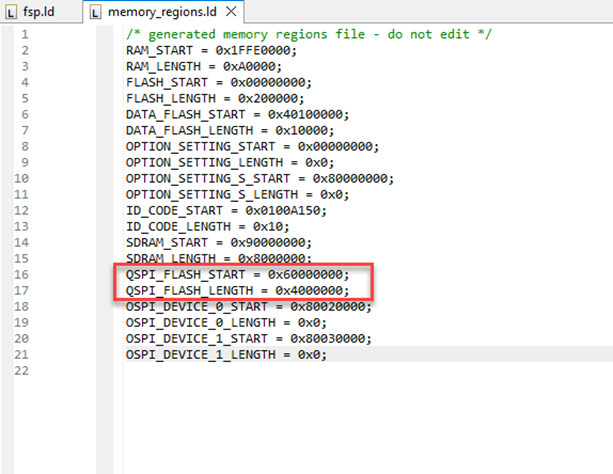 fsp.ld
memory_regions.ld
1 /* generated memory regions file - do not edit */
2 RAM_START = 0x1FFE0000;
3 RAM_LENGTH = 0xA0000;
4 FLASH_START = 0x00000000;
5 FLASH_LENGTH = 0x200000;
6 DATA_FLASH_START = 0x40100000;
7 DATA_FLASH_LENGTH = 0x10000;
8 OPTION_SETTING_START = 0x00000000;
9 OPTION_SETTING_LENGTH = 0x0;
10 OPTION_SETTING_S_START = 0x80000000;
11 OPTION_SETTING_S_LENGTH = 0x0;
12 ID_CODE_START = 0x0100A150;
13 ID_CODE_LENGTH = 0x10;
14 SDRAM_START = 0x90000000;
15 SDRAM_LENGTH = 0x8000000;
16 QSPI_FLASH_START = 0x60000000;
17 QSPI_FLASH_LENGTH = 0x4000000;
18 OSPI_DEVICE_0_START = 0x80020000;
19 OSPI_DEVICE_0_LENGTH = 0x0;
20 OSPI_DEVICE_1_START = 0x80030000;
21 OSPI_DEVICE_1_LENGTH = 0x0;
22